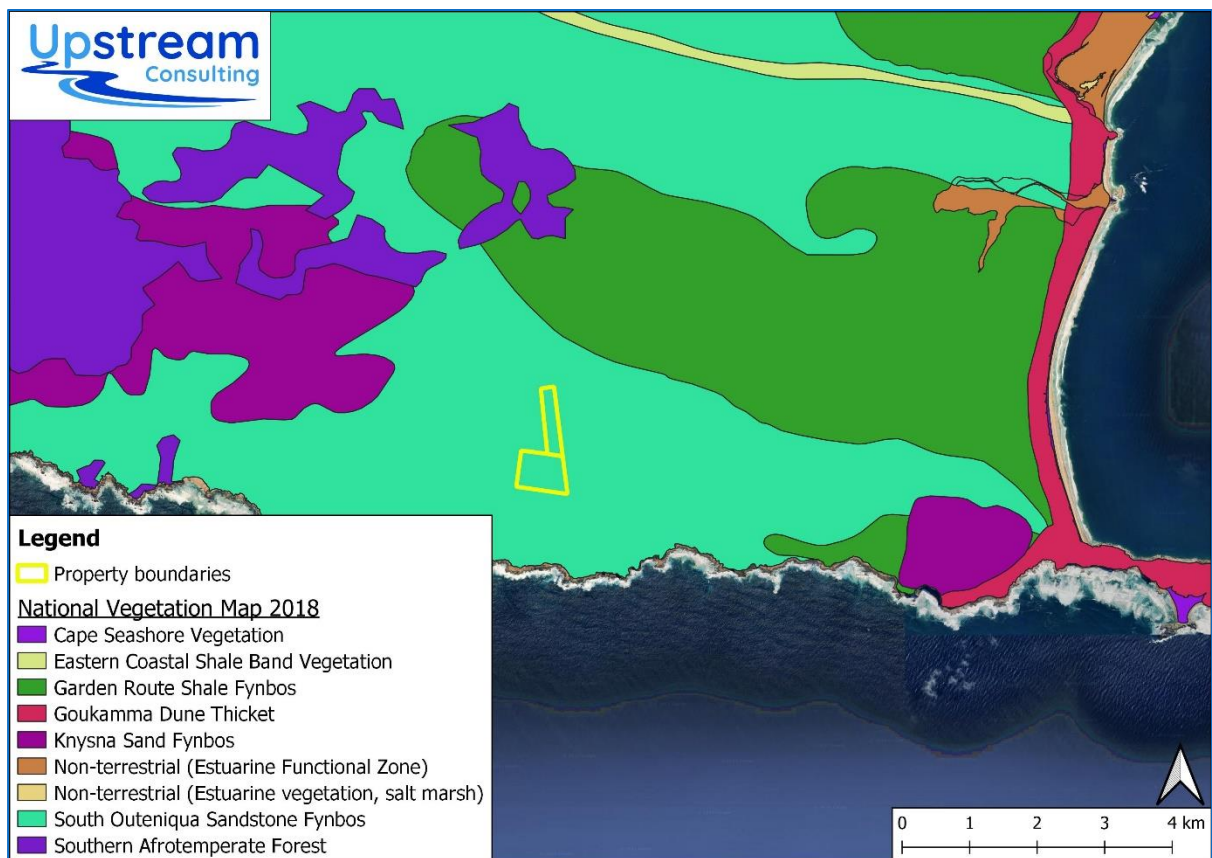 Upstream
Consulting
Legend
Property boundaries
National Vegetation Map 2018
Cape Seashore Vegetation
Eastern Coastal Shale Band Vegetation
Garden Route Shale Fynbos
Goukamma Dune Thicket
Knysna Sand Fynbos
Non-terrestrial (Estuarine Functional Zone)
Non-terrestrial (Estuarine vegetation, salt marsh)
South Outeniqua Sandstone Fynbos
Southern Afrotemperate Forest
0 1 2 3 4 km